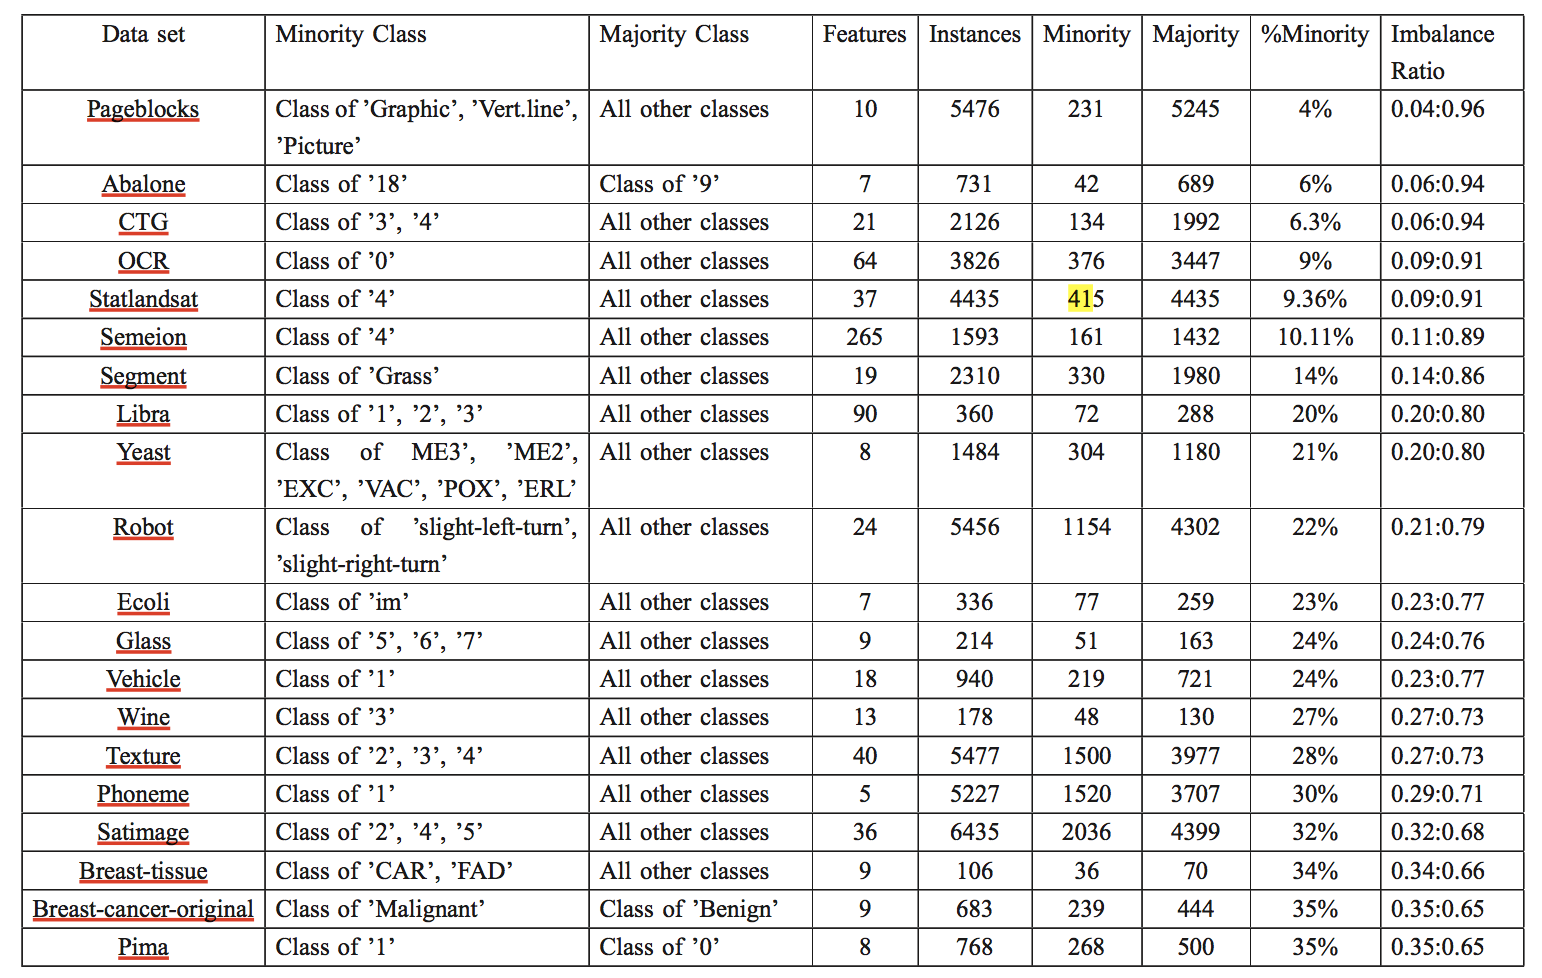 Data set Minority Class Majority Class Features Instances Minority Majority %Minority Imbalance
Ratio
Pageblocks Class of ’Graphic’, ’Vert.line’, All other classes 10 5476 231 5245 4% 0.04:0.96
’Picture’
Abalone Class of ’18’ Class of ’9’ 7 731 42 689 6% 0.06:0.94
CTG Class of ’3’, ’4’ All other classes 21 2126 134 1992 6.3% 0.06:0.94
OCR Class of ’0’ All other classes 64 3826 376 3447 9% 0.09:0.91
Statlandsat Class of ’4’ All other classes 37 4435 415 4435 9.36% 0.09:0.91
Semeion Class of ’4’ All other classes 265 1593 161 1432 10.11% 0.11:0.89
Segment Class of ’Grass’ All other classes 19 2310 330 1980 14% 0.14:0.86
Libra Class of ’1’, ’2’, ’3’ All other classes 90 360 72 288 20% 0.20:0.80
Yeast Class of ME3’, ’ME2’, All other classes 8 1484 304 1180 21% 0.20:0.80
’EXC’, ’VAC’, ’POX’, ’ERL’
Robot Class of ’slight-left-turn’, All other classes 24 5456 1154 4302 22% 0.21:0.79
’slight-right-turn’
Ecoli Class of ’im’ All other classes 7 336 77 259 23% 0.23:0.77
Glass Class of ’5’, ’6’, ’7’ All other classes 9 214 51 163 24% 0.24:0.76
Vehicle Class of ’1’ All other classes 18 940 219 721 24% 0.23:0.77
Wine Class of ’3’ All other classes 13 178 48 130 27% 0.27:0.73
Texture Class of ’2’, ’3’, ’4’ All other classes 40 5477 1500 3977 28% 0.27:0.73
Phoneme Class of ’1’ All other classes 5 5227 1520 3707 30% 0.29:0.71
Satimage Class of ’2’, ’4’, ’5’ All other classes 36 6435 2036 4399 32% 0.32:0.68
Breast-tissue Class of ’CAR’, ’FAD’ All other classes 9 106 36 70 34% 0.34:0.66
Breast-cancer-original Class of ’Malignant’ Class of ’Benign’ 9 683 239 444 35% 0.35:0.65
Pima Class of ’1’ Class of ’0’ 8 768 268 500 35% 0.35:0.65